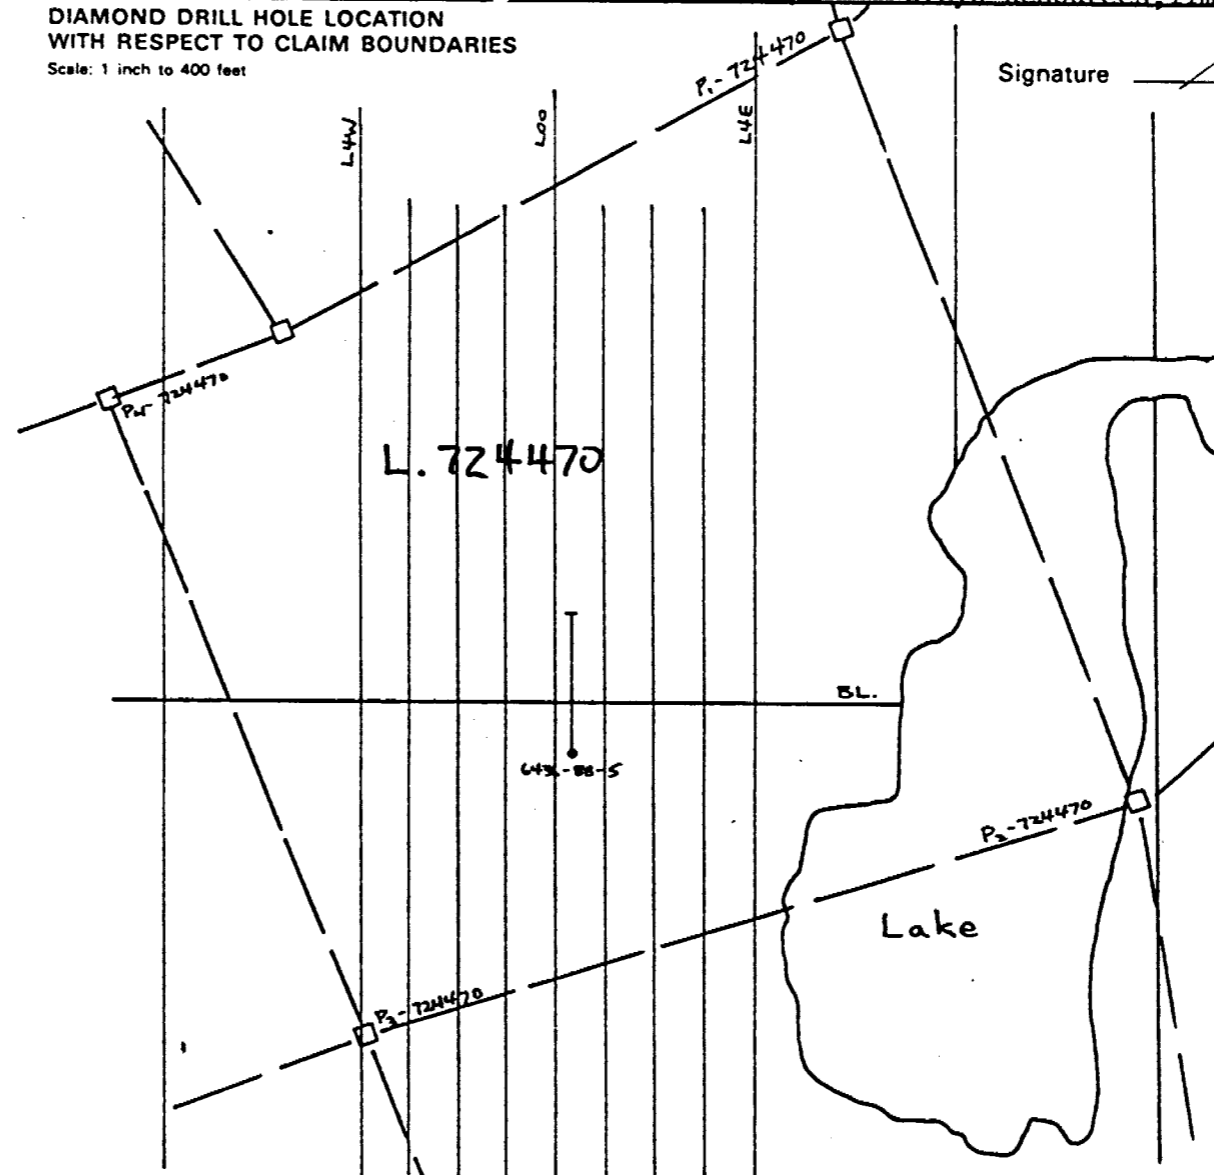 DIAMOND DRILL HOLE LOCATION
WITH RESPECT TO CLAIM BOUNDARIES
Scale: 1 inch to 400 feet
Signature
P1-724470
L4W
L00
L4E
P4-724470
L. 724470
BL.
P2-724470
Lake
P3-724470